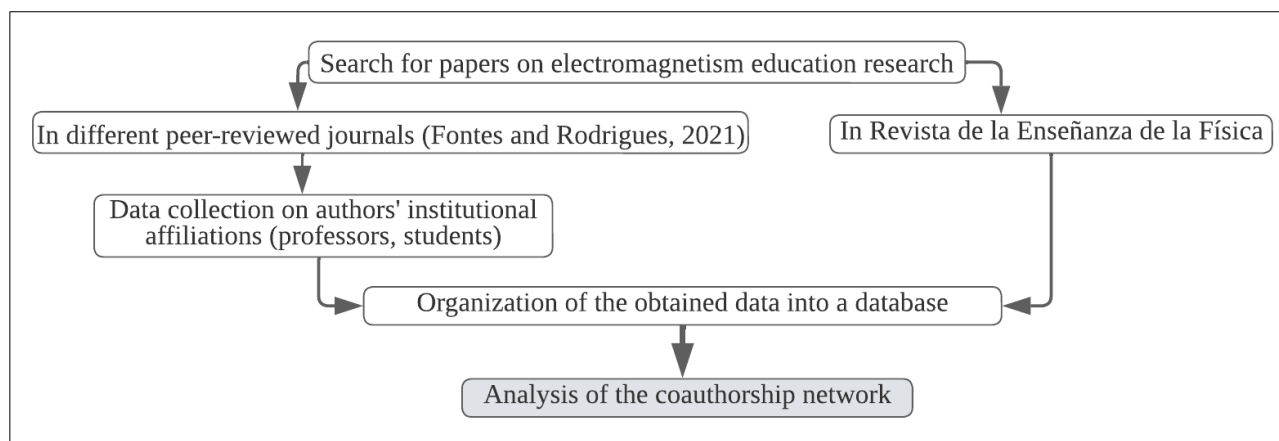 Search for papers on electromagnetism education research
In different peer-reviewed journals (Fontes and Rodrigues, 2021)
In Revista de la Enseñanza de la Física
Data collection on authors' institutional
affiliations (professors, students)
Organization of the obtained data into a database
Analysis of the coauthorship network